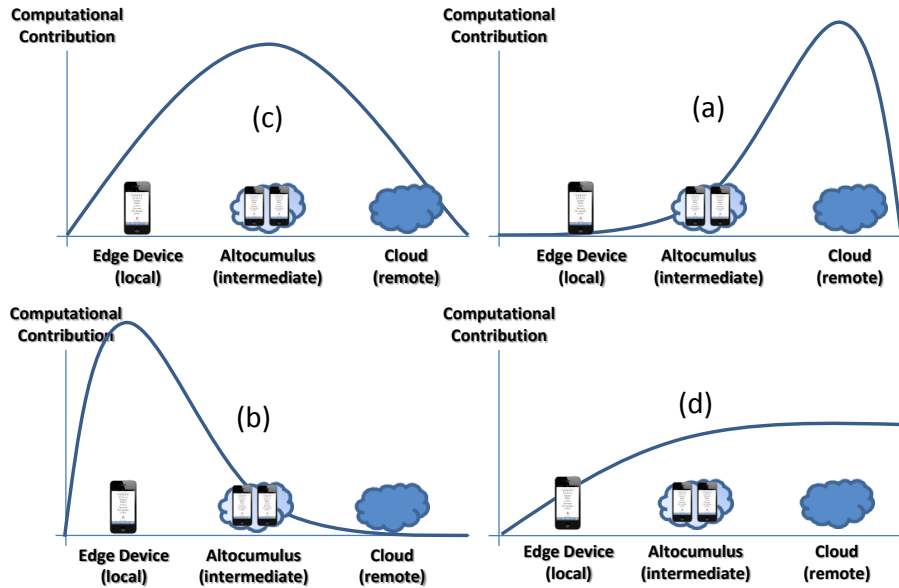 Computational
Contribution
(c)
Edge Device
(local)
Altocumulus
(intermediate)
Cloud
(remote)
Computational
Contribution
(a)
Edge Device
(local)
Altocumulus
(intermediate)
Cloud
(remote)
Computational
Contribution
(b)
Edge Device
(local)
Altocumulus
(intermediate)
Cloud
(remote)
Computational
Contribution
(d)
Edge Device
(local)
Altocumulus
(intermediate)
Cloud
(remote)